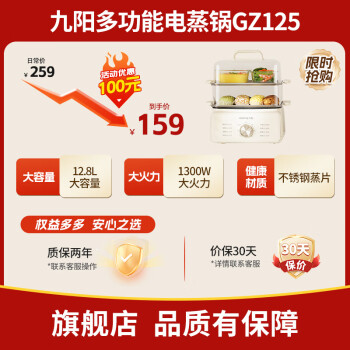 九阳多功能电蒸锅GZ125
日常价
¥259
活动优惠
100元
限时
抢购
到手价
¥159
大容量
12.8L
大容量
大火力
1300W
大火力
健康
材质
不锈钢蒸片
权益多多 安心之选
质保两年
*联系客服操作
价保30天
*详情联系客服
30天
保价
旗舰店 品质有保障